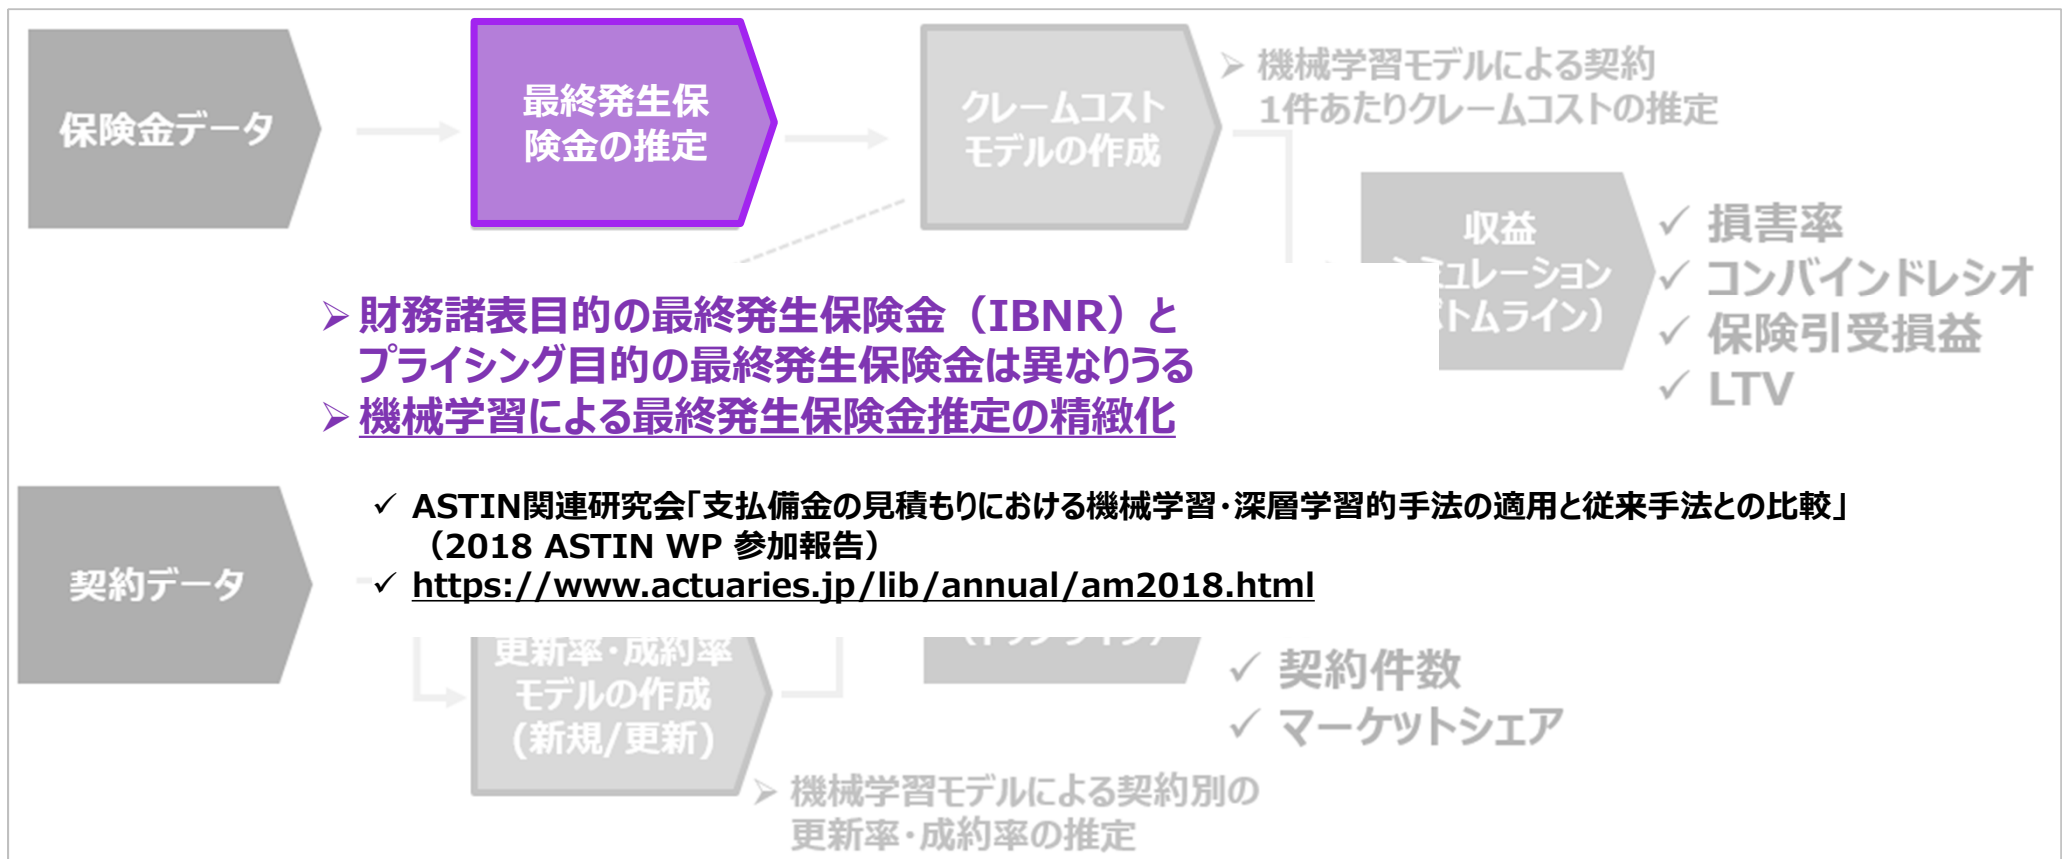 保険金データ
最終発生保
険金の推定
クレームコスト
モデルの作成
➢ 機械学習モデルによる契約
1件あたりクレームコストの推定
収益
ミュレーション
トムライン）
✓ 損害率
✓ コンバインドレシオ
✓ 保険引受損益
✓ LTV
➢ 財務諸表目的の最終発生保険金（IBNR）と
プライシング目的の最終発生保険金は異なりうる
➢ 機械学習による最終発生保険金推定の精緻化
契約データ
✓ ASTIN関連研究会「支払備金の見積もりにおける機械学習・深層学習的手法の適用と従来手法との比較」
（2018 ASTIN WP 参加報告）
✓ https://www.actuaries.jp/lib/annual/am2018.html
更新率・成約率
モデルの作成
(新規/更新)
✓ 契約件数
✓ マーケットシェア
➢ 機械学習モデルによる契約別の
更新率・成約率の推定